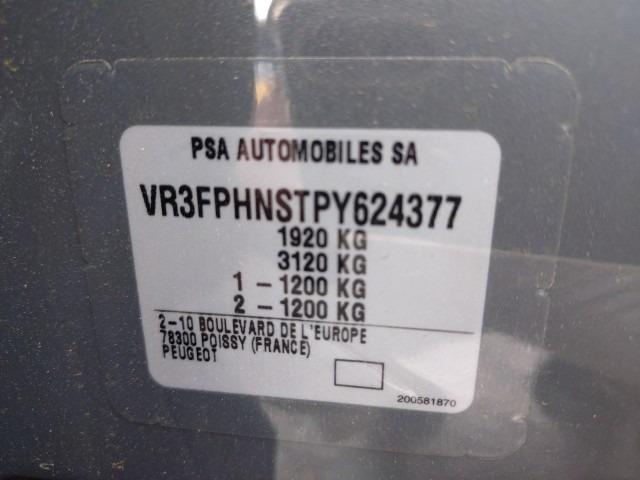 PSA AUTOMOBILES SA
VR3FPHNSTPY624377
1920 KG
3120 KG
1 – 1200 KG
2 – 1200 KG
2–10 BOULEVARD DE L'EUROPE
78300 POISSY (FRANCE)
PEUGEOT
200581870